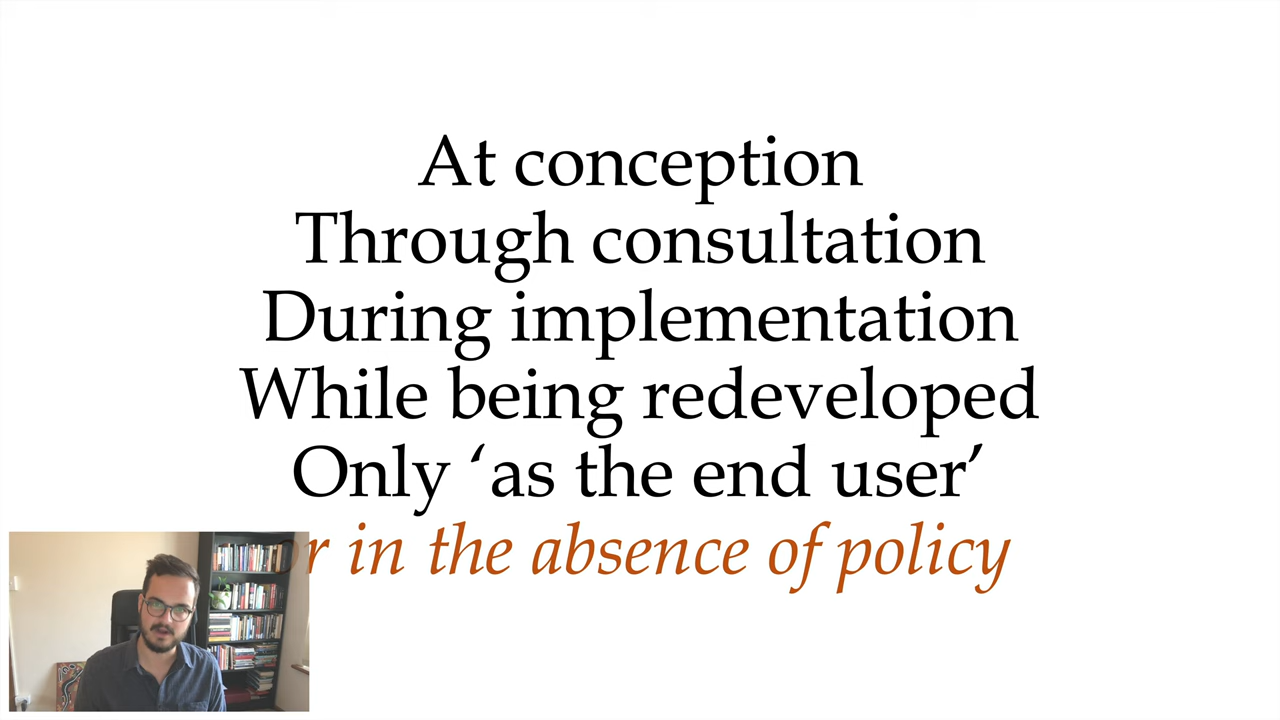 At conception
Through consultation
During implementation
While being redeveloped
Only ‘as the end user’
or in the absence of policy